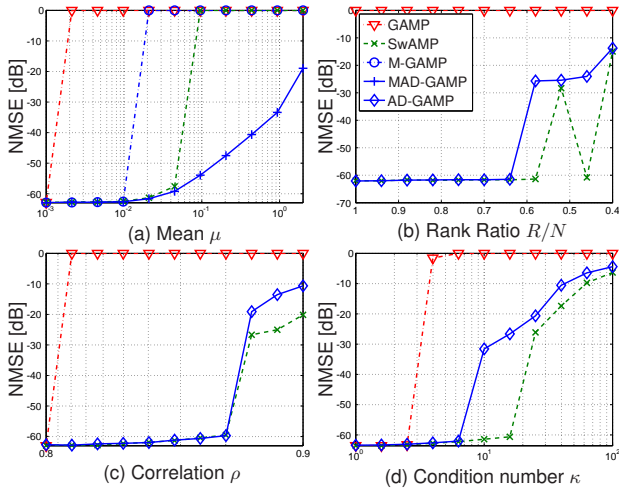 0
-10
-20
-30
-40
-50
-60
NMSE [dB]
10⁻³ 10⁻² 10⁻¹ 10⁰
(a) Mean μ
0
-10
-20
-30
-40
-50
-60
-70
NMSE [dB]
GAMP
SwAMP
M-GAMP
MAD-GAMP
AD-GAMP
1 0.9 0.8 0.7 0.6 0.5 0.4
(b) Rank Ratio R/N
0
-10
-20
-30
-40
-50
-60
NMSE [dB]
0.8 0.9
(c) Correlation ρ
0
-10
-20
-30
-40
-50
-60
NMSE [dB]
10⁰ 10¹ 10²
(d) Condition number κ